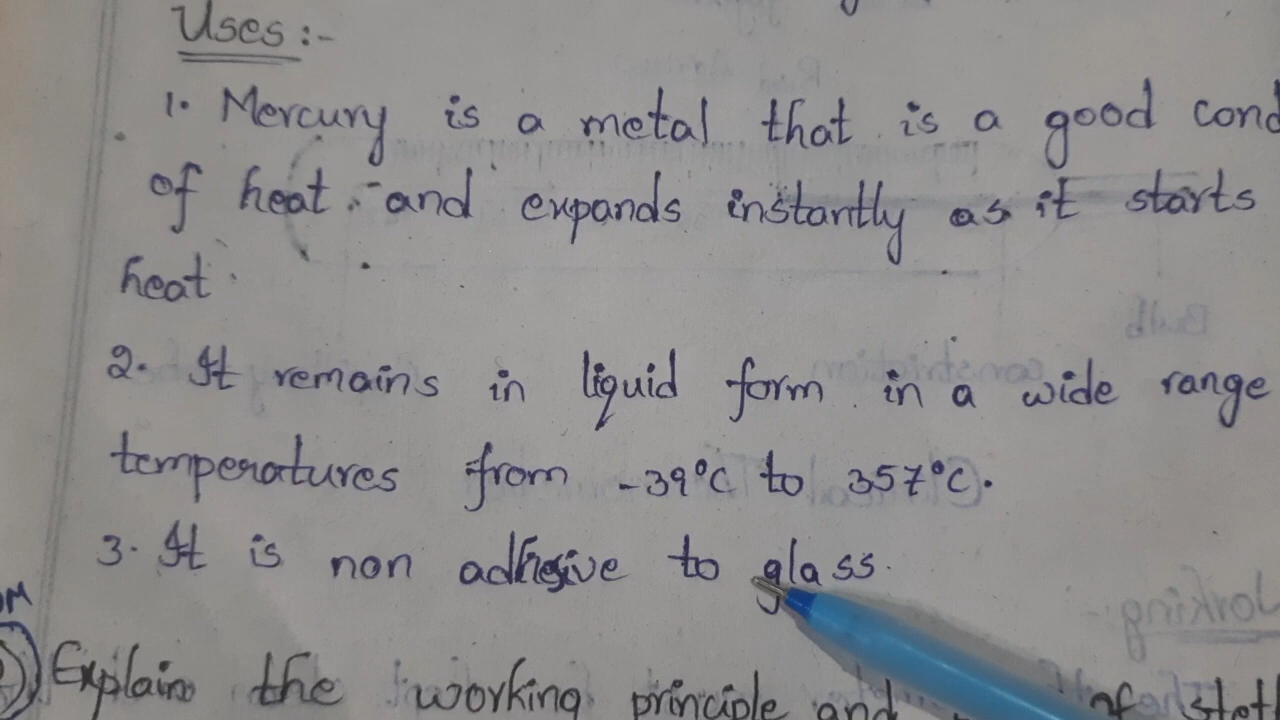 Uses :-
1. Mercury is a metal that is a good cond
of heat. and expands instantly as it starts
heat.
2. It remains in liquid form in a wide range
temperatures from -39°C to 357°C.
3. It is non adhesive to glass.
Explain the working principle and of stet